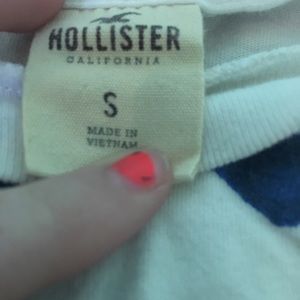 HOLLISTER
CALIFORNIA
S
MADE IN
VIETNAM